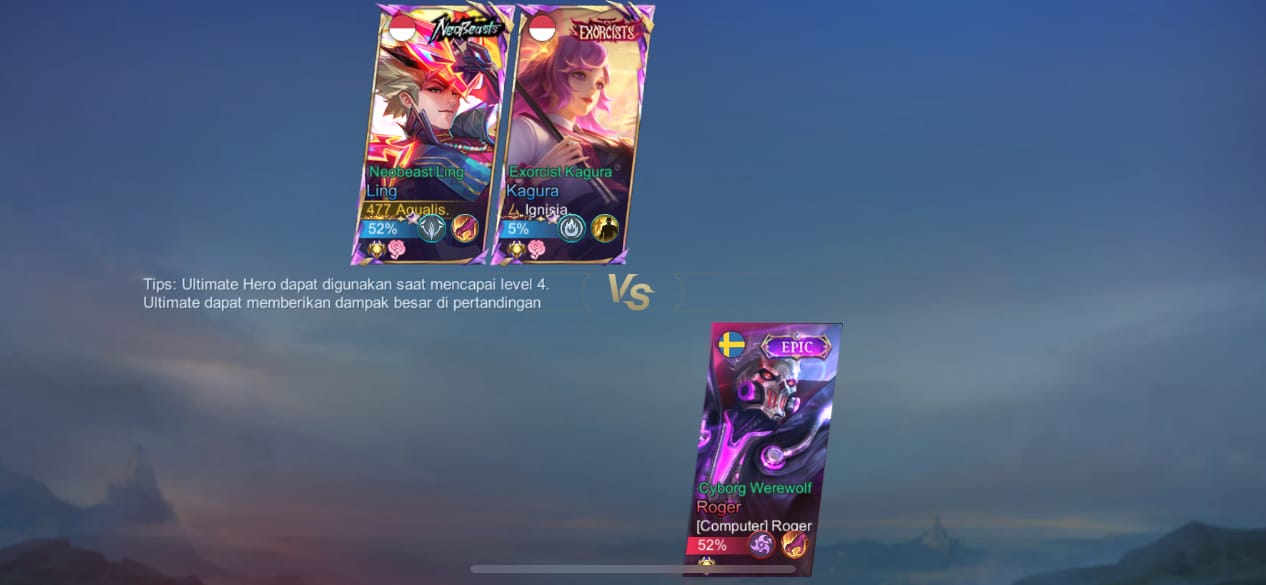 NeoBeasts
EXORCISTS
Neobeast Ling
Ling
477 Aqualis.
52%
Exorcist Kagura
Kagura
Ignisia.
5%
Tips: Ultimate Hero dapat digunakan saat mencapai level 4.
Ultimate dapat memberikan dampak besar di pertandingan
VS
EPIC
Cyborg Werewolf
Roger
[Computer] Roger
52%